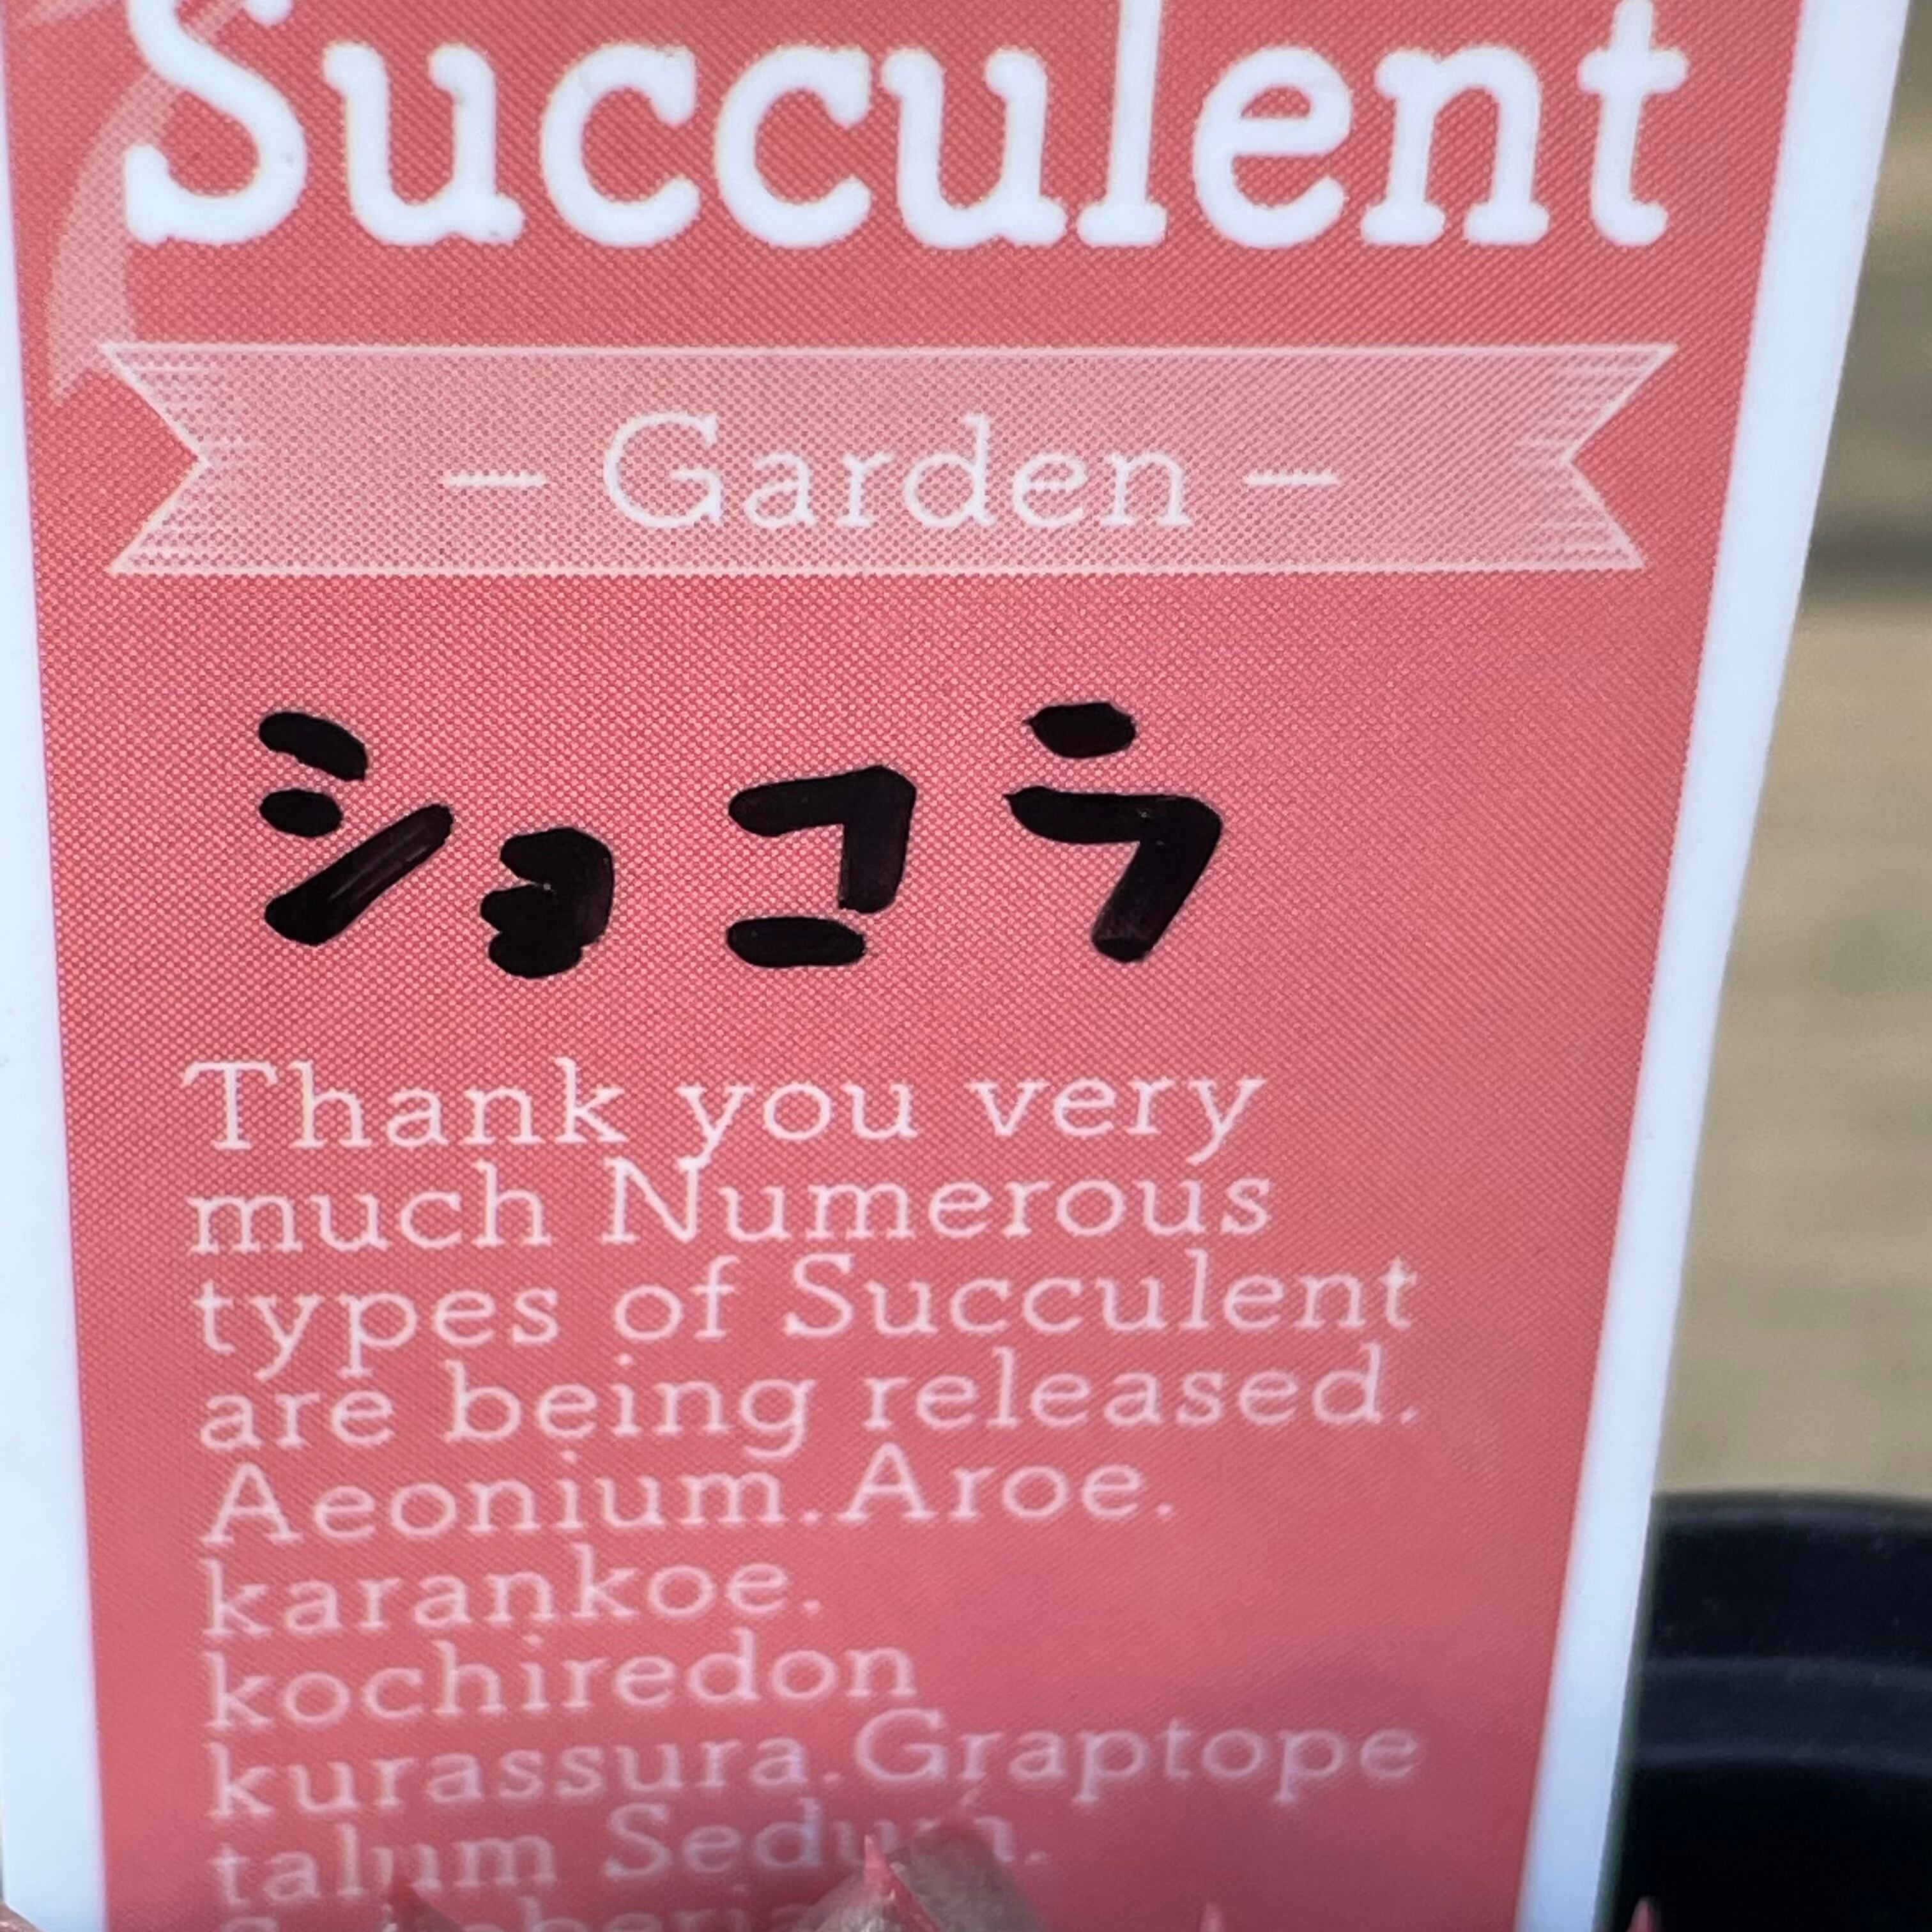 Succulent
– Garden –
ショコラ
Thank you very
much Numerous
types of Succulent
are being released.
Aeonium.Aroe.
karankoe.
kochiredon
kurassura.Graptope
talum Sedum.